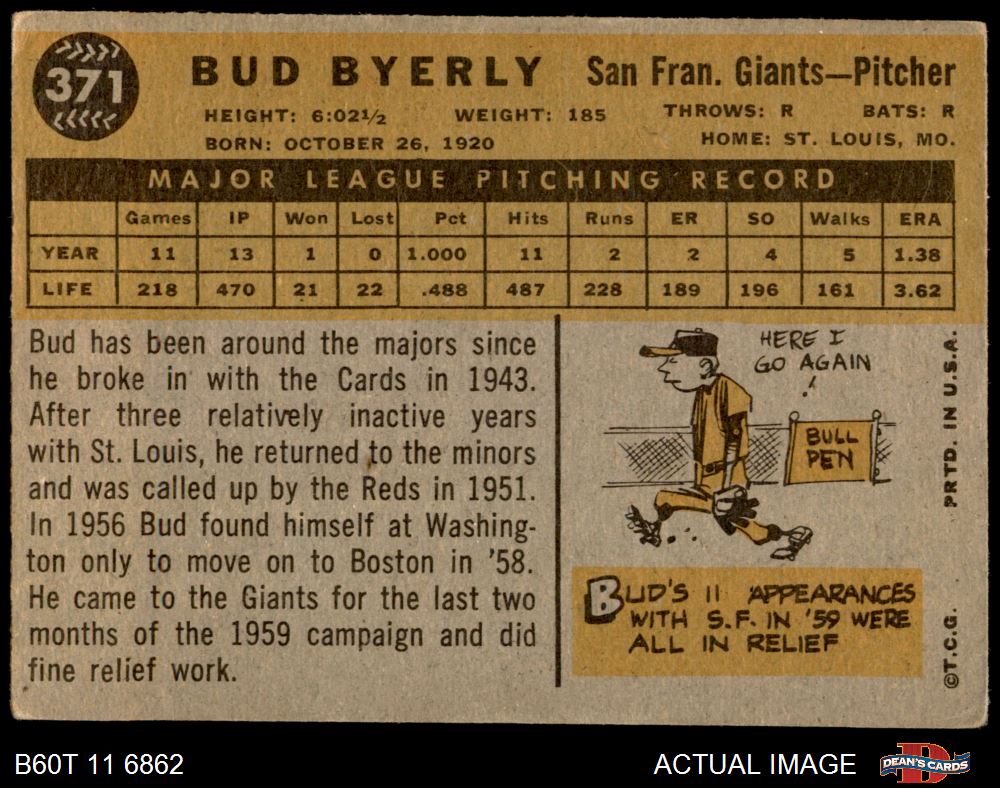 371
BUD BYERLY San Fran. Giants—Pitcher
HEIGHT: 6:02½ WEIGHT: 185 THROWS: R BATS: R
BORN: OCTOBER 26, 1920 HOME: ST. LOUIS, MO.
MAJOR LEAGUE PITCHING RECORD
Games IP Won Lost Pct Hits Runs ER SO Walks ERA
YEAR 11 13 1 0 1.000 11 2 2 4 5 1.38
LIFE 218 470 21 22 .488 487 228 189 196 161 3.62
Bud has been around the majors since
he broke in with the Cards in 1943.
After three relatively inactive years
with St. Louis, he returned to the minors
and was called up by the Reds in 1951.
In 1956 Bud found himself at Washing-
ton only to move on to Boston in '58.
He came to the Giants for the last two
months of the 1959 campaign and did
fine relief work.
HERE I
GO AGAIN
!
BULL
PEN
BUD'S 11 APPEARANCES
WITH S.F. IN '59 WERE
ALL IN RELIEF
©T.C.G. PRTD. IN U.S.A.
B60T 11 6862 ACTUAL IMAGE
D
DEAN'S CARDS